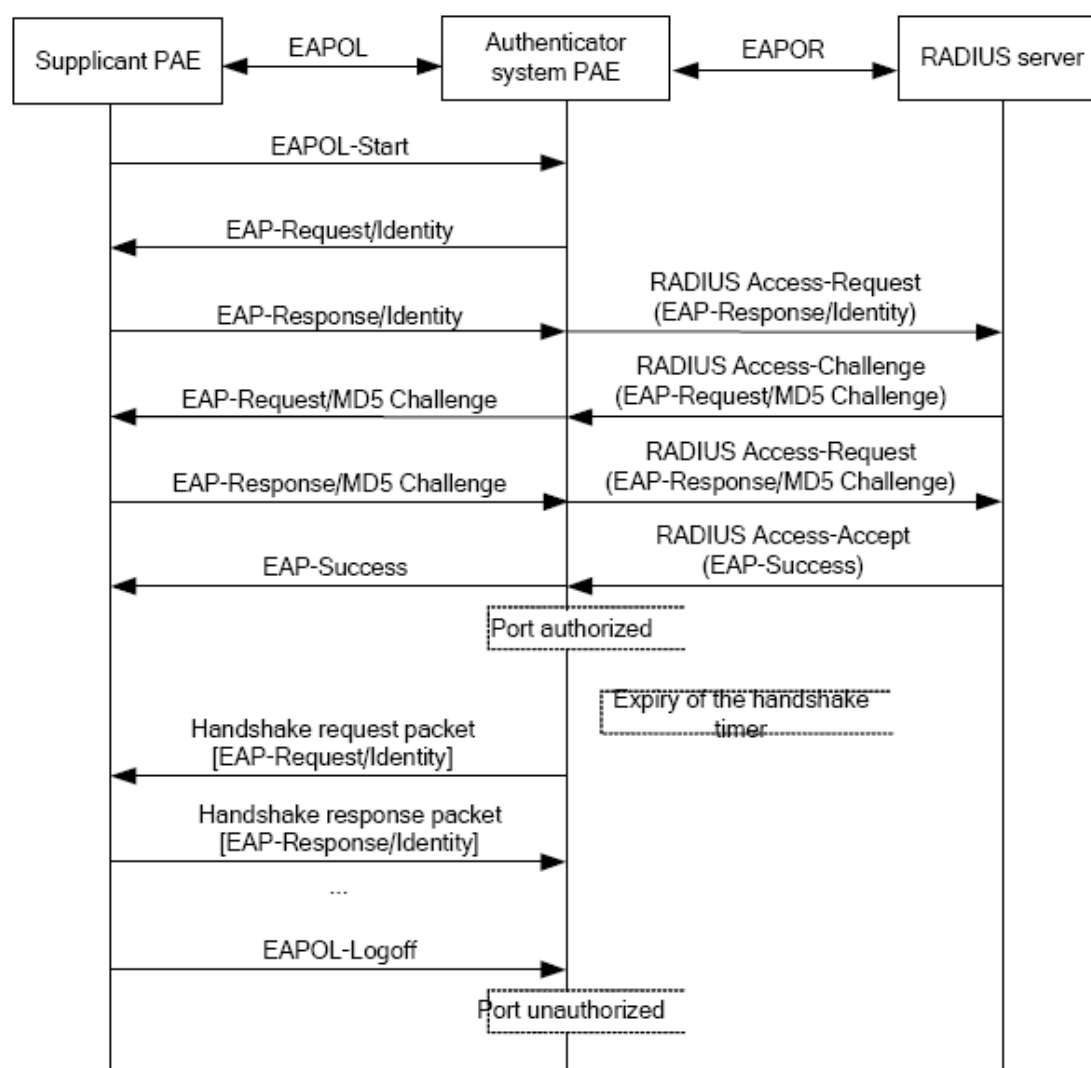 Supplicant PAE
EAPOL
Authenticator
system PAE
EAPOR
RADIUS server
EAPOL-Start
EAP-Request/Identity
RADIUS Access-Request
(EAP-Response/Identity)
EAP-Response/Identity
RADIUS Access-Challenge
(EAP-Request/MD5 Challenge)
EAP-Request/MD5 Challenge
RADIUS Access-Request
(EAP-Response/MD5 Challenge)
EAP-Response/MD5 Challenge
RADIUS Access-Accept
(EAP-Success)
EAP-Success
Port authorized
Expiry of the handshake
timer
Handshake request packet
[EAP-Request/Identity]
Handshake response packet
[EAP-Response/Identity]
...
EAPOL-Logoff
Port unauthorized